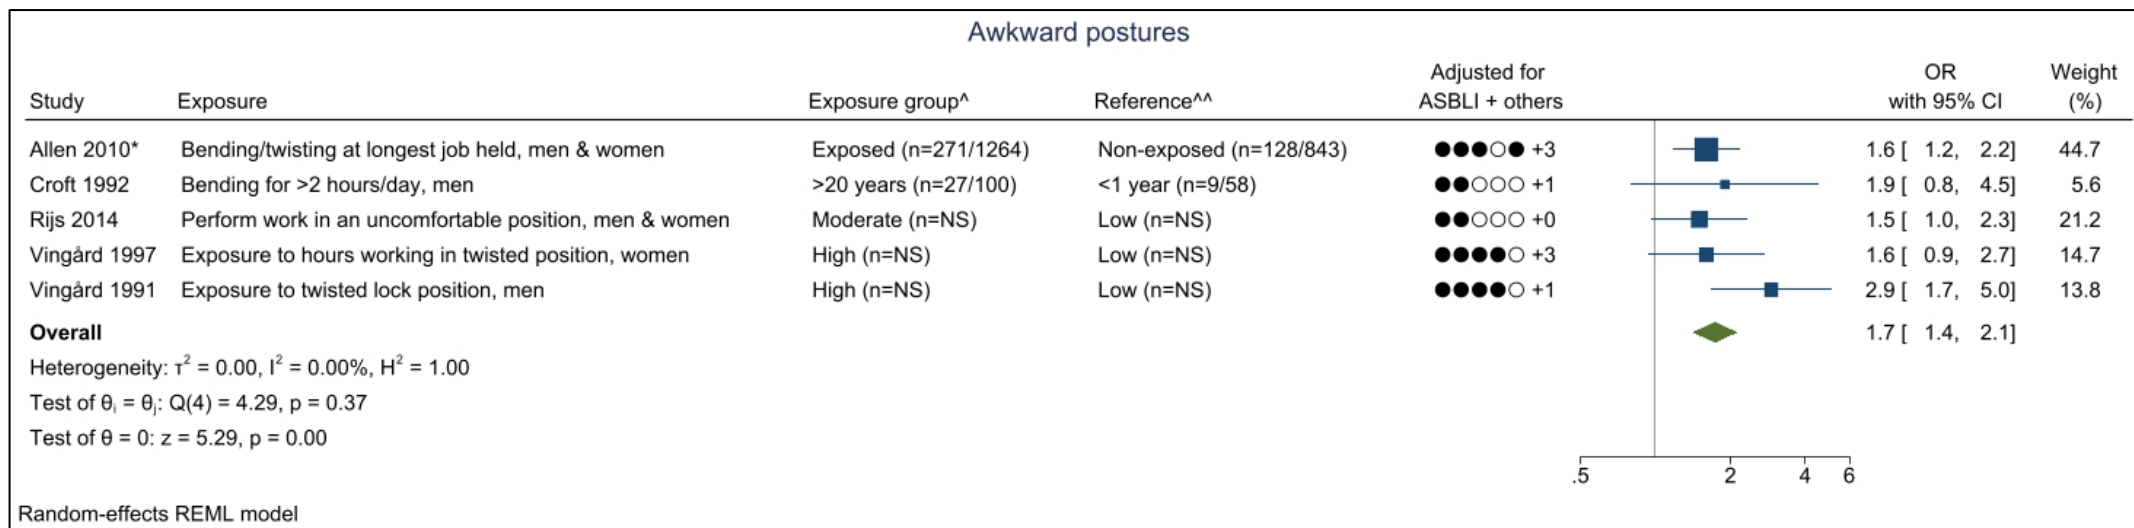 Awkward postures
Adjusted for OR Weight
Study Exposure Exposure group^ Reference^^ ASBLI + others with 95% CI (%)
Allen 2010* Bending/twisting at longest job held, men & women Exposed (n=271/1264) Non-exposed (n=128/843) ●●●○● +3 1.6 [ 1.2, 2.2] 44.7
Croft 1992 Bending for >2 hours/day, men >20 years (n=27/100) <1 year (n=9/58) ●●○○○ +1 1.9 [ 0.8, 4.5] 5.6
Rijs 2014 Perform work in an uncomfortable position, men & women Moderate (n=NS) Low (n=NS) ●●○○○ +0 1.5 [ 1.0, 2.3] 21.2
Vingård 1997 Exposure to hours working in twisted position, women High (n=NS) Low (n=NS) ●●●●○ +3 1.6 [ 0.9, 2.7] 14.7
Vingård 1991 Exposure to twisted lock position, men High (n=NS) Low (n=NS) ●●●●○ +1 2.9 [ 1.7, 5.0] 13.8
Overall 1.7 [ 1.4, 2.1]
Heterogeneity: τ² = 0.00, I² = 0.00%, H² = 1.00
Test of θᵢ = θⱼ: Q(4) = 4.29, p = 0.37
Test of θ = 0: z = 5.29, p = 0.00
.5 2 4 6
Random-effects REML model